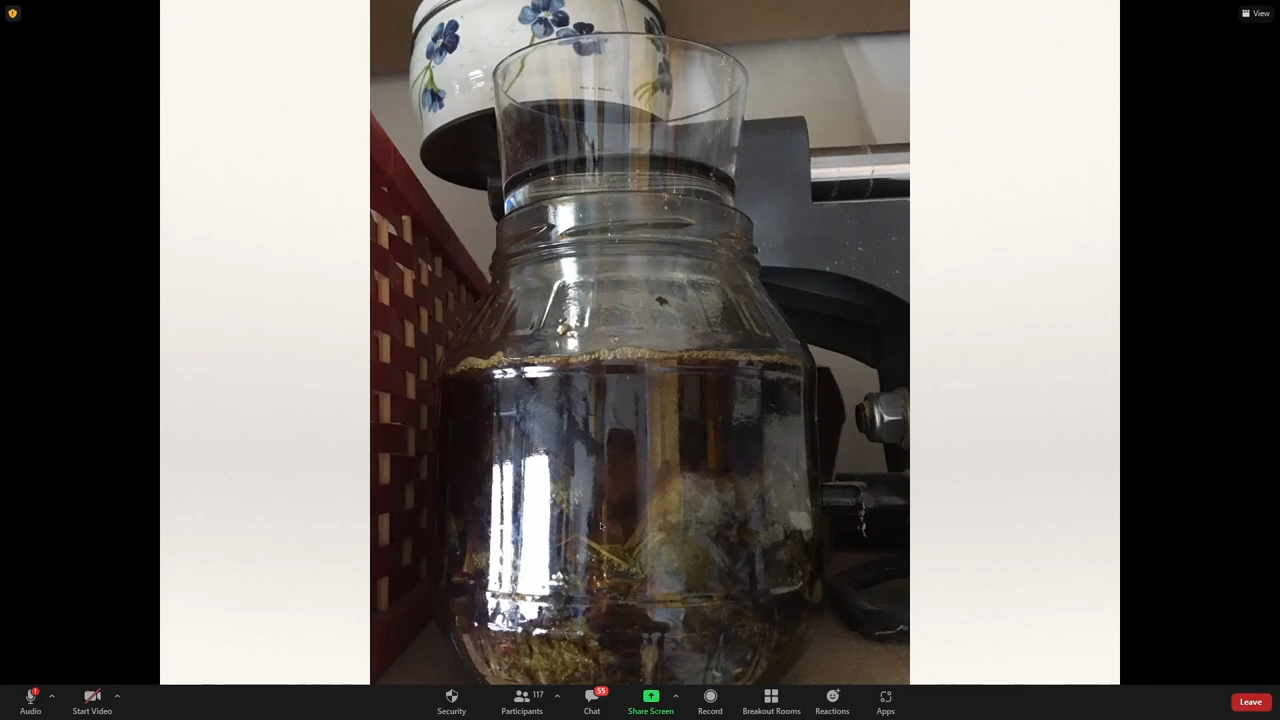 View
Audio
Start Video
Security
Participants
117
Chat
55
Share Screen
Record
Breakout Rooms
Reactions
Apps
Leave